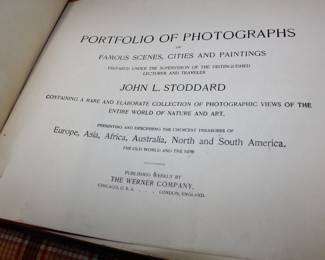 PORTFOLIO OF PHOTOGRAPHS
OF
FAMOUS SCENES, CITIES AND PAINTINGS
PREPARED UNDER THE SUPERVISION OF THE DISTINGUISHED
LECTURER AND TRAVELER
JOHN L. STODDARD
CONTAINING A RARE AND ELABORATE COLLECTION OF PHOTOGRAPHIC VIEWS OF THE
ENTIRE WORLD OF NATURE AND ART.
PRESENTING AND DESCRIBING THE CHOICEST TREASURES OF
Europe, Asia, Africa, Australia, North and South America.
THE OLD WORLD AND THE NEW
PUBLISHED WEEKLY BY
THE WERNER COMPANY,
CHICAGO, U.S.A. . . . . . LONDON, ENGLAND.